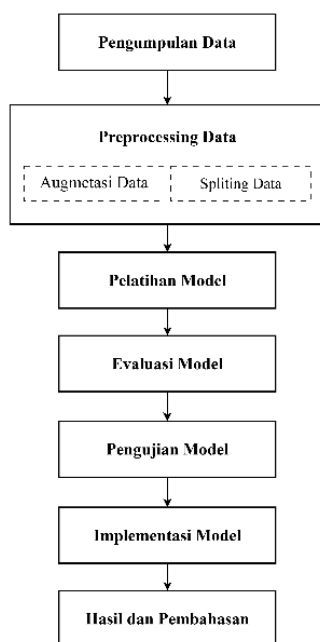 Pengumpulan Data
Preprocessing Data
Augmetasi Data
Spliting Data
Pelatihan Model
Evaluasi Model
Pengujian Model
Implementasi Model
Hasil dan Pembahasan